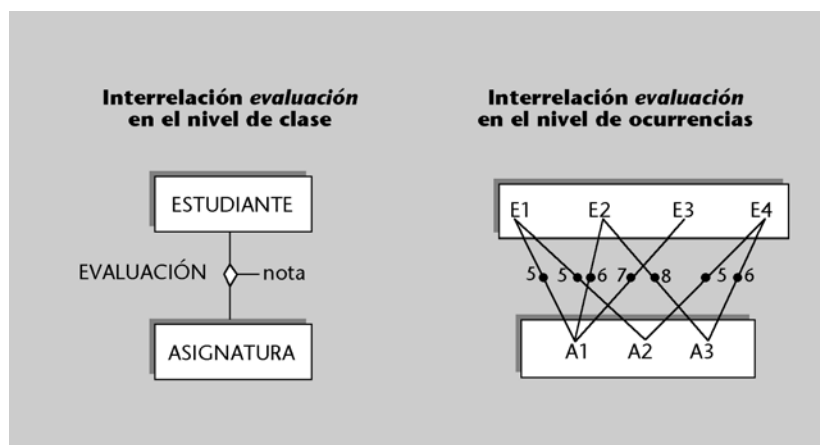 Interrelación evaluación
en el nivel de clase
ESTUDIANTE
EVALUACIÓN nota
ASIGNATURA
Interrelación evaluación
en el nivel de ocurrencias
E1 E2 E3 E4
5 5 6 7 8 5 6
A1 A2 A3